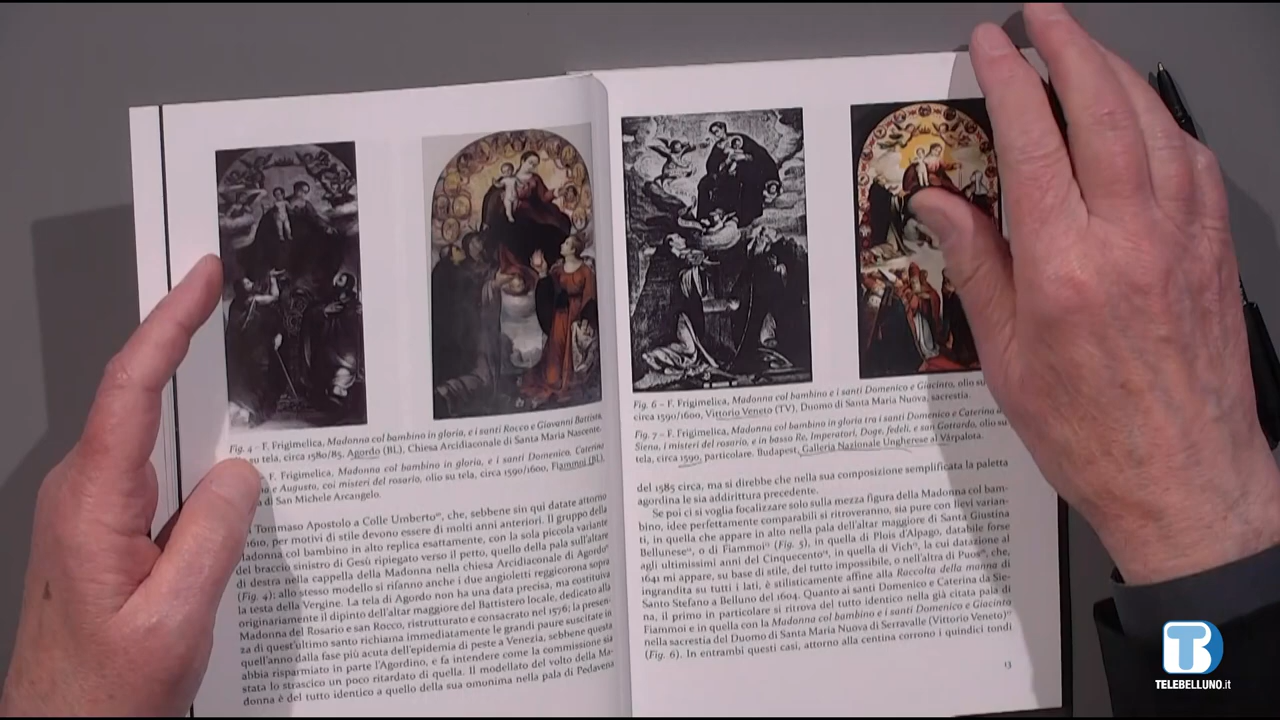 Fig. 4 – F. Frigimelica, Madonna col bambino in gloria, e i santi Rocco e Giovanni Battista,
su tela, circa 1580/85. Agordo (BL), Chiesa Arcidiaconale di Santa Maria Nascente.
F. Frigimelica, Madonna col bambino in gloria, e i santi Domenico, Caterina
e Augusto, coi misteri del rosario, olio su tela, circa 1590/1600, Fiammoi (BL),
di San Michele Arcangelo.
Tommaso Apostolo a Colle Umberto, che, sebbene sin qui datate attorno
1610, per motivi di stile devono essere di molti anni anteriori. Il gruppo della
Madonna col bambino in alto replica esattamente, con la sola piccola variante
del braccio sinistro di Gesù ripiegato verso il petto, quello della pala sull'altare
di destra nella cappella della Madonna nella chiesa Arcidiaconale di Agordo
(Fig. 4): allo stesso modello si rifanno anche i due angioletti reggicorona sopra
la testa della Vergine. La tela di Agordo non ha una data precisa, ma costituiva
originariamente il dipinto dell'altar maggiore del Battistero locale, dedicato alla
Madonna del Rosario e san Rocco, ristrutturato e consacrato nel 1576; la presen-
za di quest'ultimo santo richiama immediatamente le grandi paure suscitate in
quell'anno dalla fase più acuta dell'epidemia di peste a Venezia, sebbene questa
abbia risparmiato in parte l'Agordino, e fa intendere come la commissione sia
stata lo strascico un poco ritardato di quella. Il modellato del volto della Ma-
donna è del tutto identico a quello della sua omonima nella pala di Pedavena
Fig. 6 – F. Frigimelica, Madonna col bambino e i santi Domenico e Giacinto, olio su
circa 1590/1600, Vittorio Veneto (TV), Duomo di Santa Maria Nuova, sacrestia.
Fig. 7 – F. Frigimelica, Madonna col bambino in gloria tra i santi Domenico e Caterina da
Siena, i misteri del rosario, e in basso Re, Imperatori, Doge, fedeli, e san Gottardo, olio su
tela, circa 1590, particolare. Budapest, Galleria Nazionale Ungherese al Várpalota.
del 1585 circa, ma si direbbe che nella sua composizione semplificata la paletta
agordina le sia addirittura precedente.
Se poi ci si voglia focalizzare solo sulla mezza figura della Madonna col bam-
bino, idee perfettamente comparabili si ritroveranno, sia pure con lievi varian-
ti, in quella che appare in alto nella pala dell'altar maggiore di Santa Giustina
Bellunese, o di Fiammoi (Fig. 5), in quella di Plois d'Alpago, databile forse
agli ultimissimi anni del Cinquecento, in quella di Vich, la cui datazione al
1641 mi appare, su base di stile, del tutto impossibile, o nell'altra di Puos, che,
ingrandita su tutti i lati, è stilisticamente affine alla Raccolta della manna di
Santo Stefano a Belluno del 1604. Quanto ai santi Domenico e Caterina da Sie-
na, il primo in particolare si ritrova del tutto identico nella già citata pala di
Fiammoi e in quella con la Madonna col bambino e i santi Domenico e Giacinto
nella sacrestia del Duomo di Santa Maria Nuova di Serravalle (Vittorio Veneto)
(Fig. 6). In entrambi questi casi, attorno alla centina corrono i quindici tondi
13
TELEBELLUNO.it